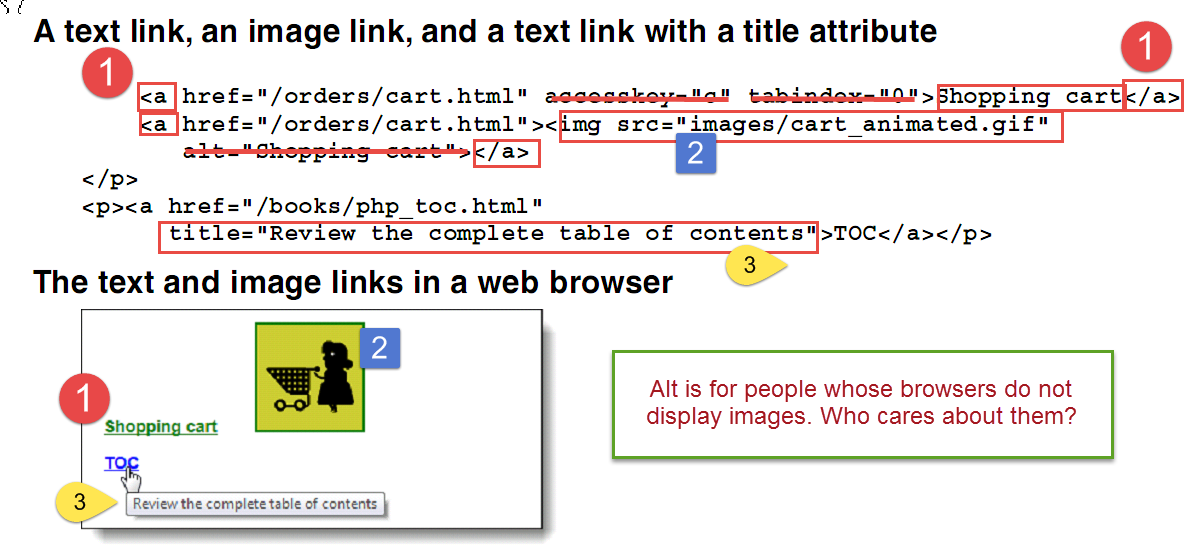 A text link, an image link, and a text link with a title attribute
1
1
<a href="/orders/cart.html" accesskey="c" tabindex="0">Shopping cart</a>
<a href="/orders/cart.html"><img src="images/cart_animated.gif"
alt="Shopping cart"></a>
2
</p>
<p><a href="/books/php_toc.html"
title="Review the complete table of contents">TOC</a></p>
3
The text and image links in a web browser
2
1
Shopping cart
TOC
3
Review the complete table of contents
Alt is for people whose browsers do not
display images. Who cares about them?